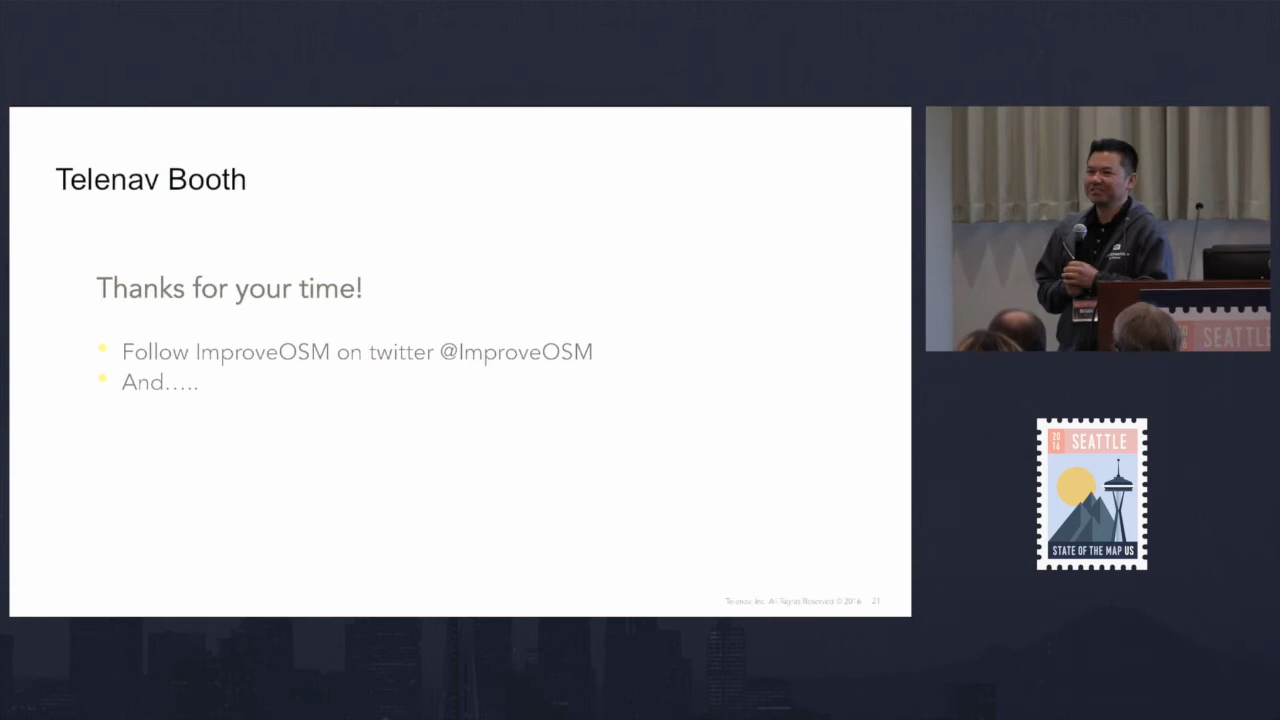 Telenav Booth
Thanks for your time!
Follow ImproveOSM on twitter @ImproveOSM
And…..
Telenav, Inc. All Rights Reserved © 2016 21
SEATTLE
20
16
SEATTLE
STATE OF THE MAP US